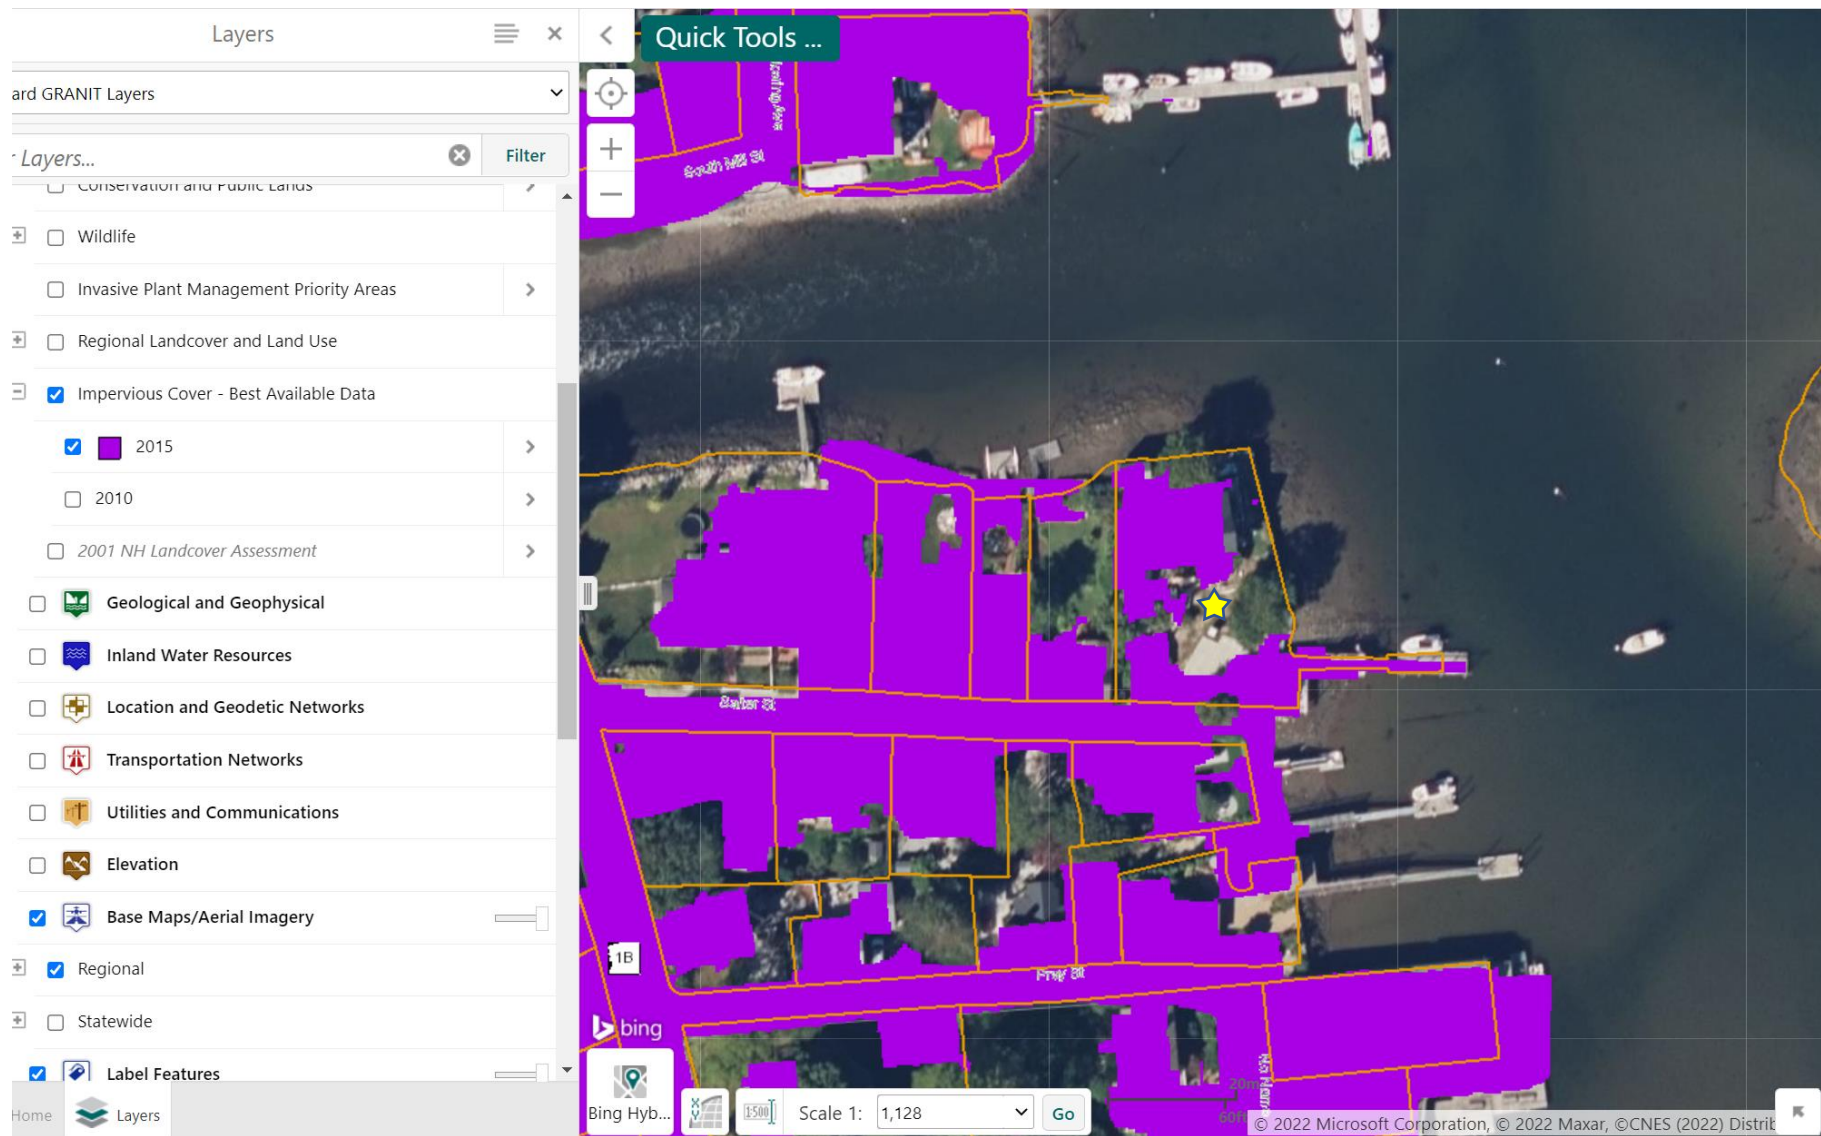 Layers
Quick Tools ...
ard GRANIT Layers
Layers...
Filter
Conservation and Public Lands
Wildlife
Invasive Plant Management Priority Areas
Regional Landcover and Land Use
Impervious Cover - Best Available Data
2015
2010
2001 NH Landcover Assessment
Geological and Geophysical
Inland Water Resources
Location and Geodetic Networks
Transportation Networks
Utilities and Communications
Elevation
Base Maps/Aerial Imagery
Regional
Statewide
Label Features
Home
Layers
South Mill St
Salter St
1B
Pray St
bing
Bing Hyb...
1:500
Scale 1:
1,128
Go
20m
60ft
© 2022 Microsoft Corporation, © 2022 Maxar, ©CNES (2022) Distrib